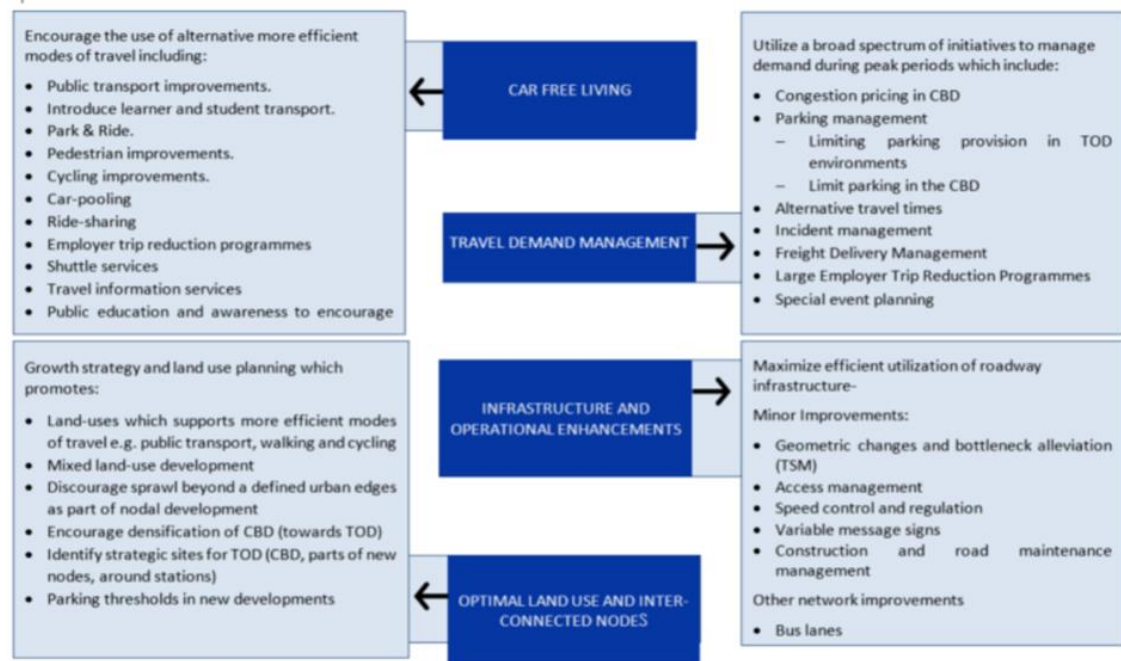 Encourage the use of alternative more efficient
modes of travel including:
• Public transport improvements.
• Introduce learner and student transport.
• Park & Ride.
• Pedestrian improvements.
• Cycling improvements.
• Car-pooling
• Ride-sharing
• Employer trip reduction programmes
• Shuttle services
• Travel information services
• Public education and awareness to encourage
CAR FREE LIVING
Utilize a broad spectrum of initiatives to manage
demand during peak periods which include:
• Congestion pricing in CBD
• Parking management
– Limiting parking provision in TOD
environments
– Limit parking in the CBD
• Alternative travel times
• Incident management
• Freight Delivery Management
• Large Employer Trip Reduction Programmes
• Special event planning
TRAVEL DEMAND MANAGEMENT
Growth strategy and land use planning which
promotes:
• Land-uses which supports more efficient modes
of travel e.g. public transport, walking and cycling
• Mixed land-use development
• Discourage sprawl beyond a defined urban edges
as part of nodal development
• Encourage densification of CBD (towards TOD)
• Identify strategic sites for TOD (CBD, parts of new
nodes, around stations)
• Parking thresholds in new developments
INFRASTRUCTURE AND
OPERATIONAL ENHANCEMENTS
Maximize efficient utilization of roadway
infrastructure-
Minor Improvements:
• Geometric changes and bottleneck alleviation
(TSM)
• Access management
• Speed control and regulation
• Variable message signs
• Construction and road maintenance
management
Other network improvements
• Bus lanes
OPTIMAL LAND USE AND INTER-
CONNECTED NODES